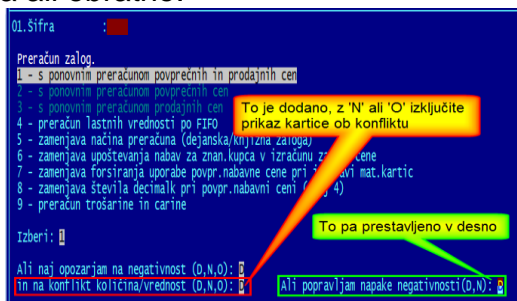 01.Šifra :
Preračun zalog.
1 - s ponovnim preračunom povprečnih in prodajnih cen
2 - s ponovnim preračunom povprečnih cen
3 - s ponovnim preračunom prodajnih cen
4 - preračun lastnih vrednosti po FIFO
5 - zamenjava načina preračuna (dejanska/knjižna zaloga)
6 - zamenjava upoštevanja nabav za znan.kupca v izračunu cene
7 - zamenjava forsiranja uporabe povpr.nabavne cene pri mat.kartic
8 - zamenjava števila decimalk pri povpr.nabavni ceni 4)
9 - preračun trošarine in carine
To je dodano, z 'N' ali 'O' izključite
prikaz kartice ob konfliktu
To pa prestavljeno v desno
Izberi: 1
Ali naj opozarjam na negativnost (D,N,O): D
in na konflikt količina/vrednost (D,N,O): D Ali popravljam napake negativnosti(D,N): D